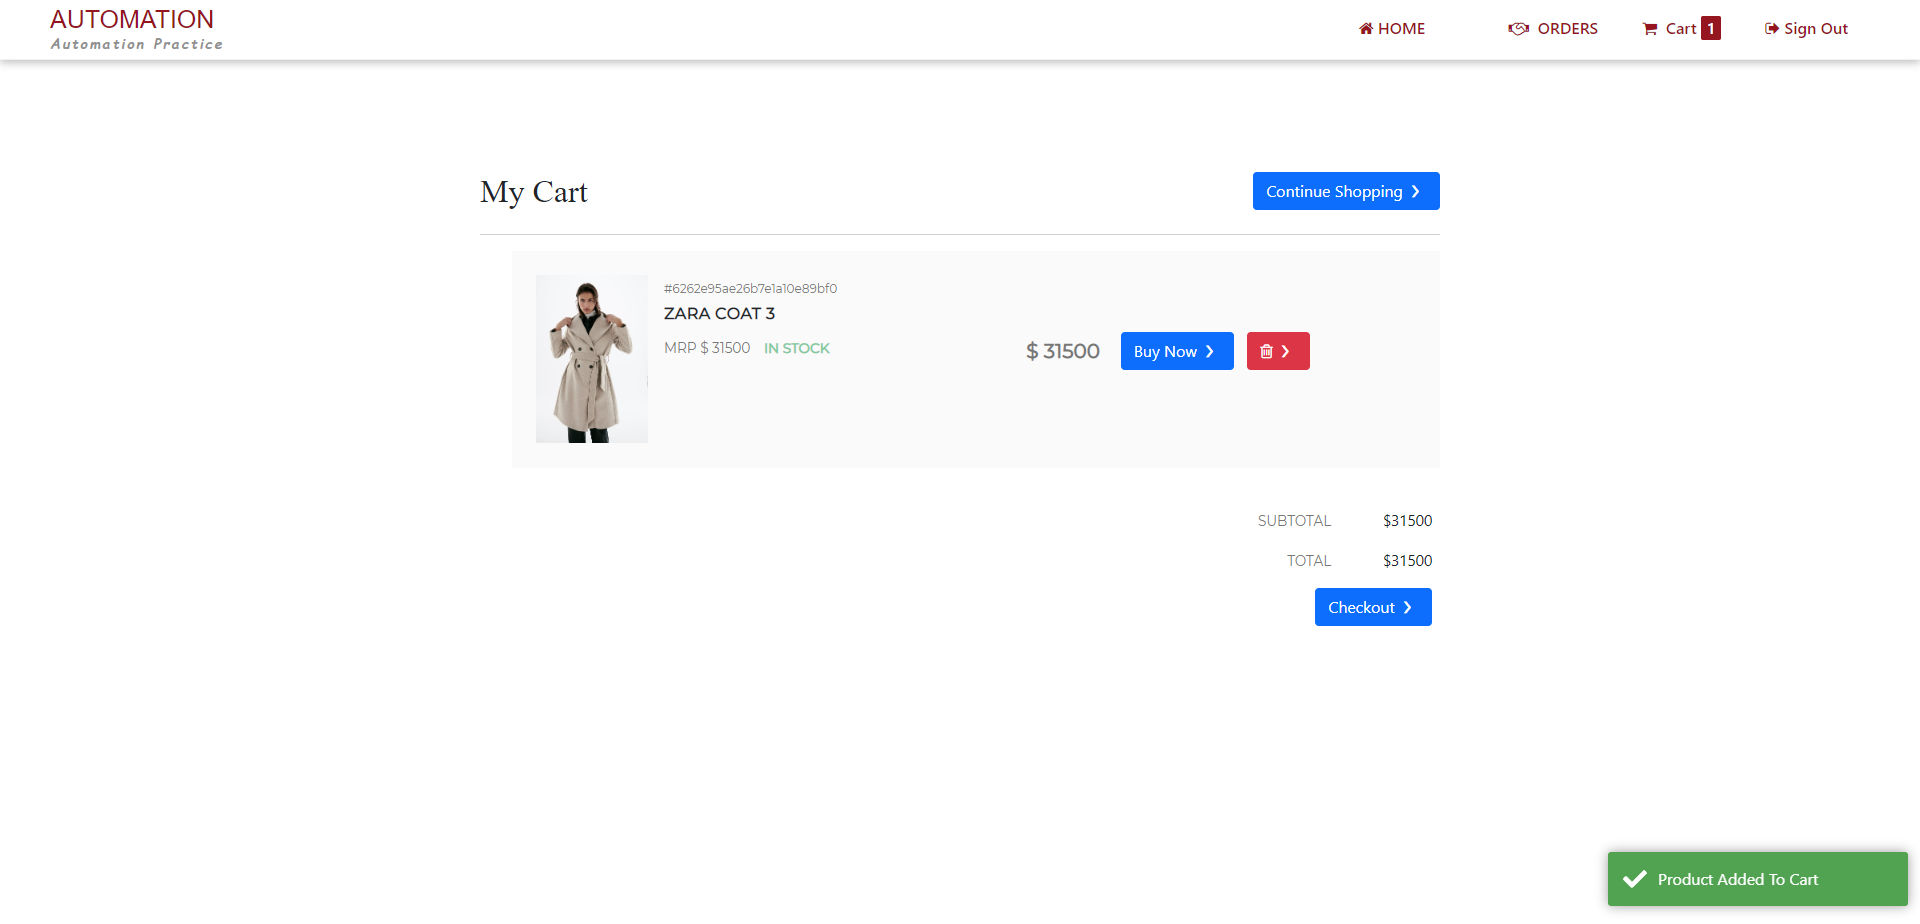 AUTOMATION
Automation Practice
HOME
ORDERS
Cart 1
Sign Out
My Cart
Continue Shopping
#6262e95ae26b7e1a10e89bf0
ZARA COAT 3
MRP $ 31500 IN STOCK
$ 31500
Buy Now
SUBTOTAL $31500
TOTAL $31500
Checkout
Product Added To Cart